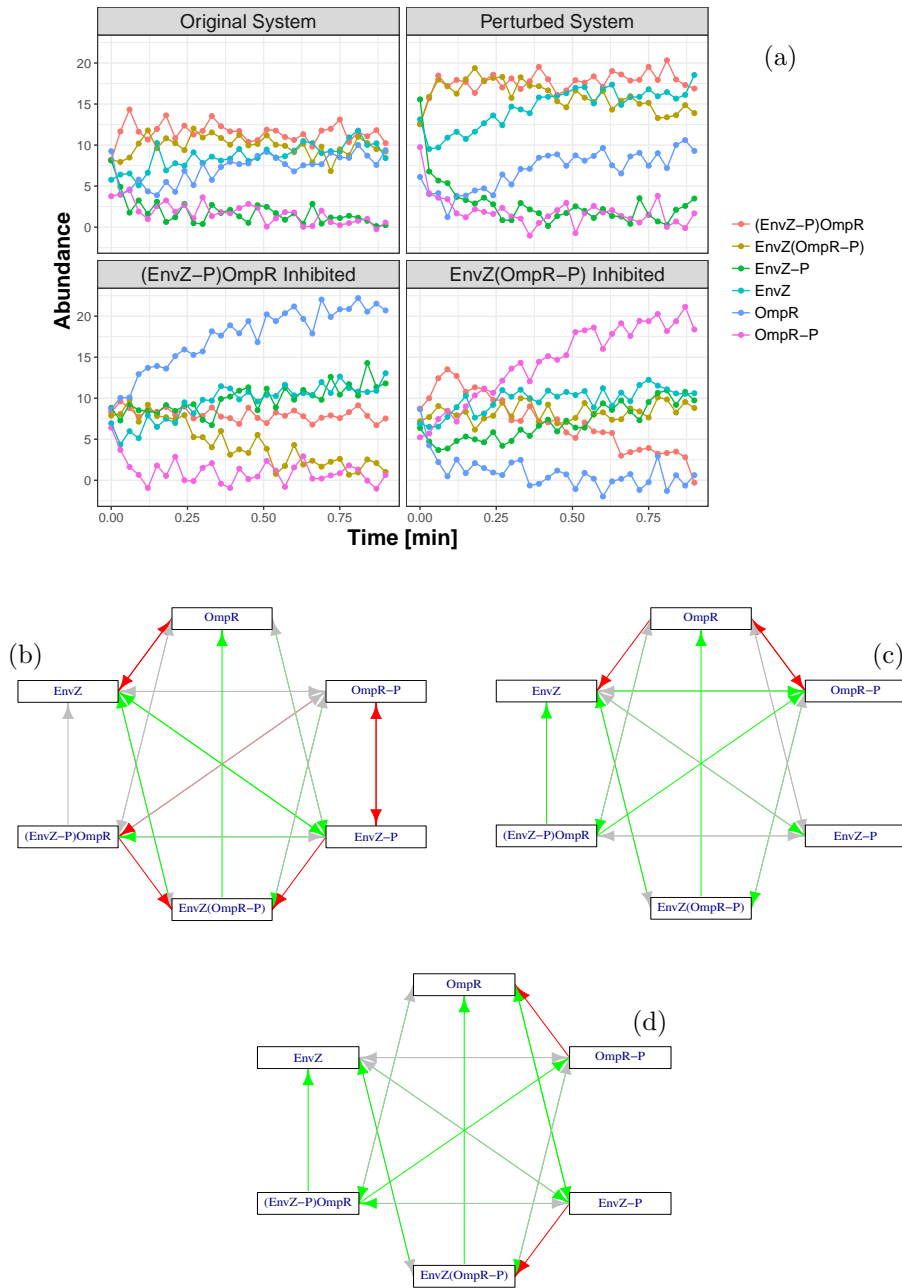 Original System
Perturbed System
(a)
20
15
10
5
0
(EnvZ−P)OmpR Inhibited
EnvZ(OmpR−P) Inhibited
20
15
10
5
0
Abundance
0.00
0.25
0.50
0.75
0.00
0.25
0.50
0.75
Time [min]
(EnvZ−P)OmpR
EnvZ(OmpR−P)
EnvZ−P
EnvZ
OmpR
OmpR−P
(b)
OmpR
EnvZ
OmpR−P
(EnvZ−P)OmpR
EnvZ−P
EnvZ(OmpR−P)
(c)
OmpR
EnvZ
OmpR−P
(EnvZ−P)OmpR
EnvZ−P
EnvZ(OmpR−P)
(d)
OmpR
EnvZ
OmpR−P
(EnvZ−P)OmpR
EnvZ−P
EnvZ(OmpR−P)